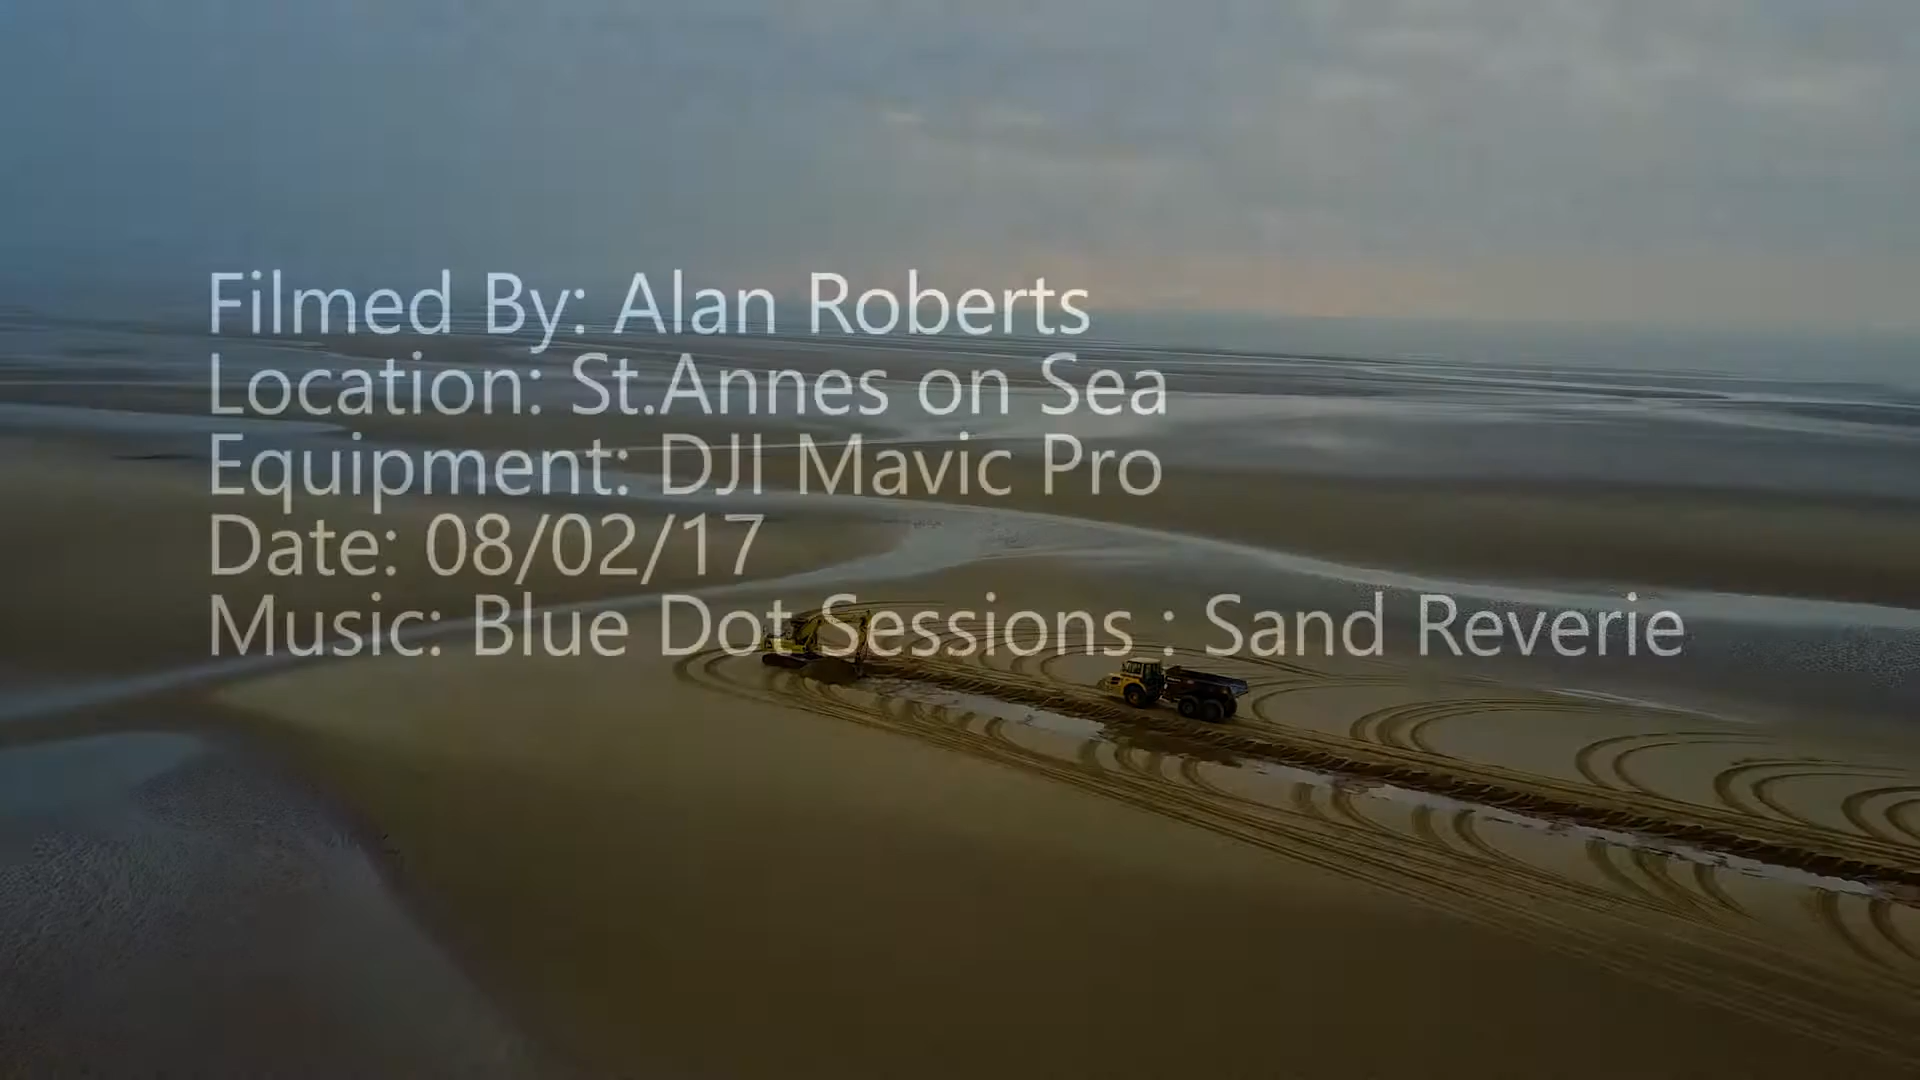 Filmed By: Alan Roberts
Location: St.Annes on Sea
Equipment: DJI Mavic Pro
Date: 08/02/17
Music: Blue Dot Sessions : Sand Reverie